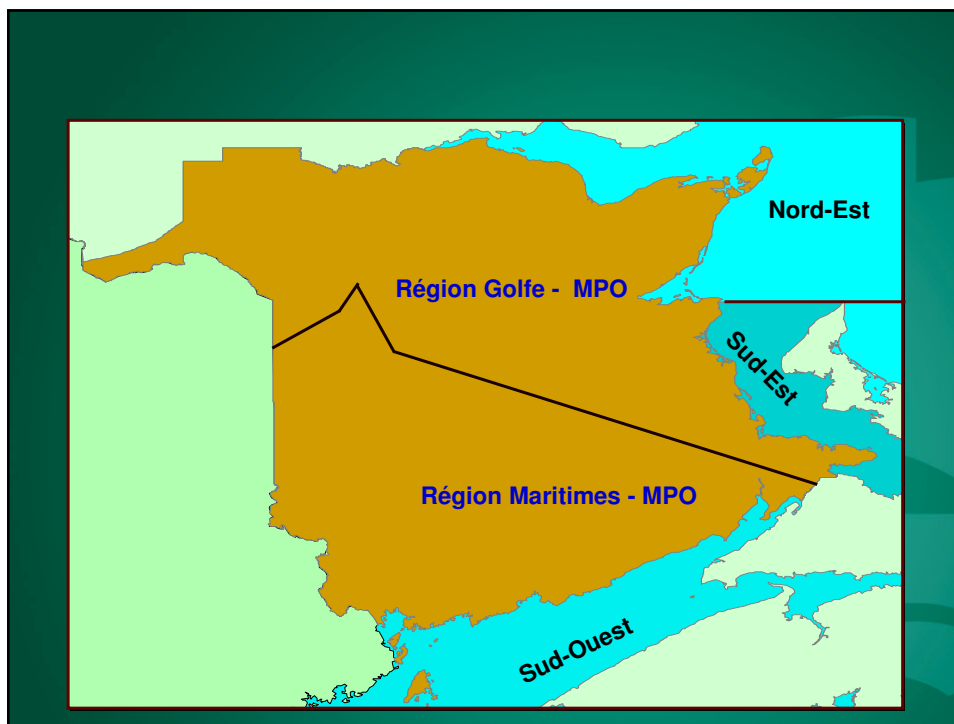 Nord-Est
Région Golfe - MPO
Sud-Est
Région Maritimes - MPO
Sud-Ouest